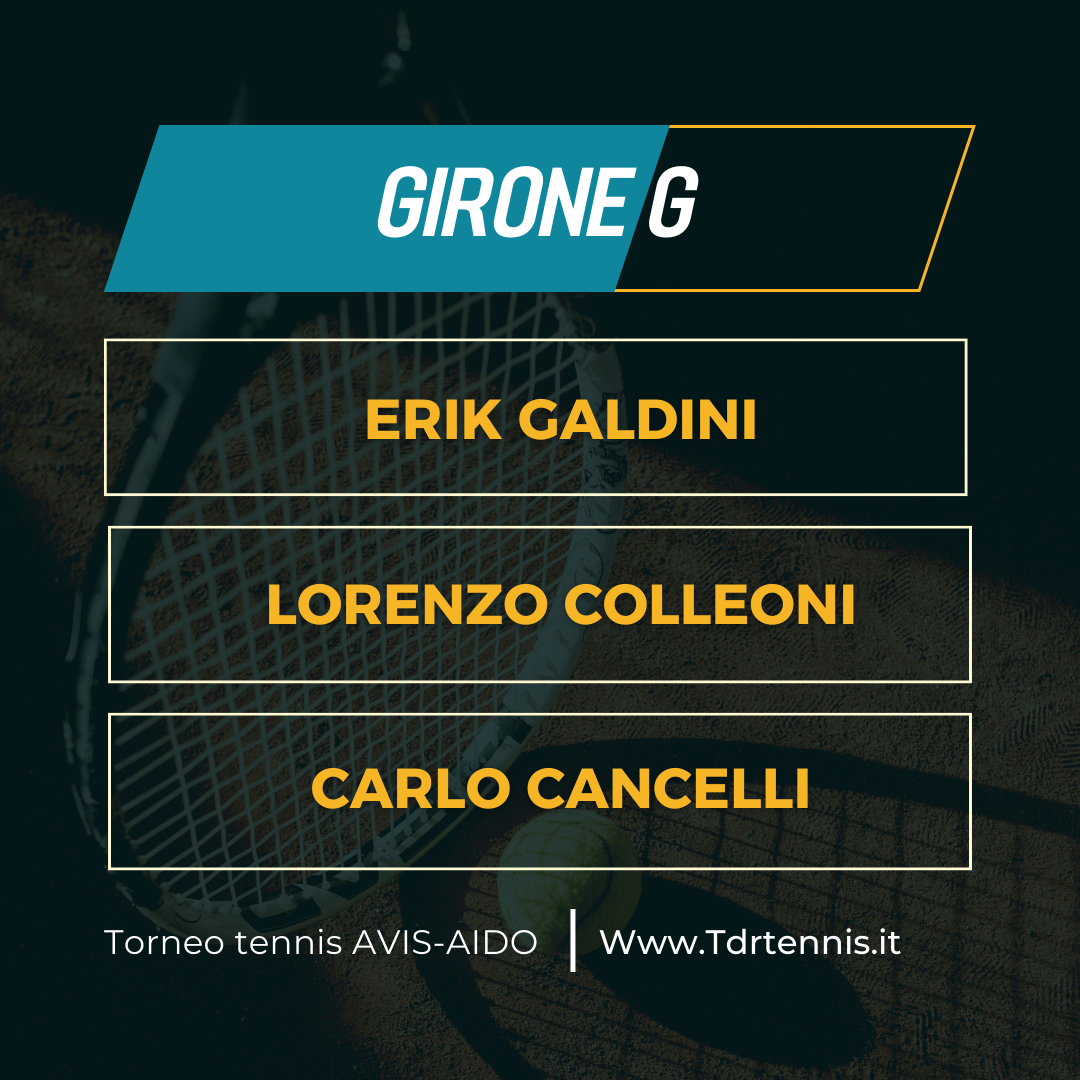 GIRONE G
ERIK GALDINI
LORENZO COLLEONI
CARLO CANCELLI
Torneo tennis AVIS-AIDO | Www.Tdrtennis.it